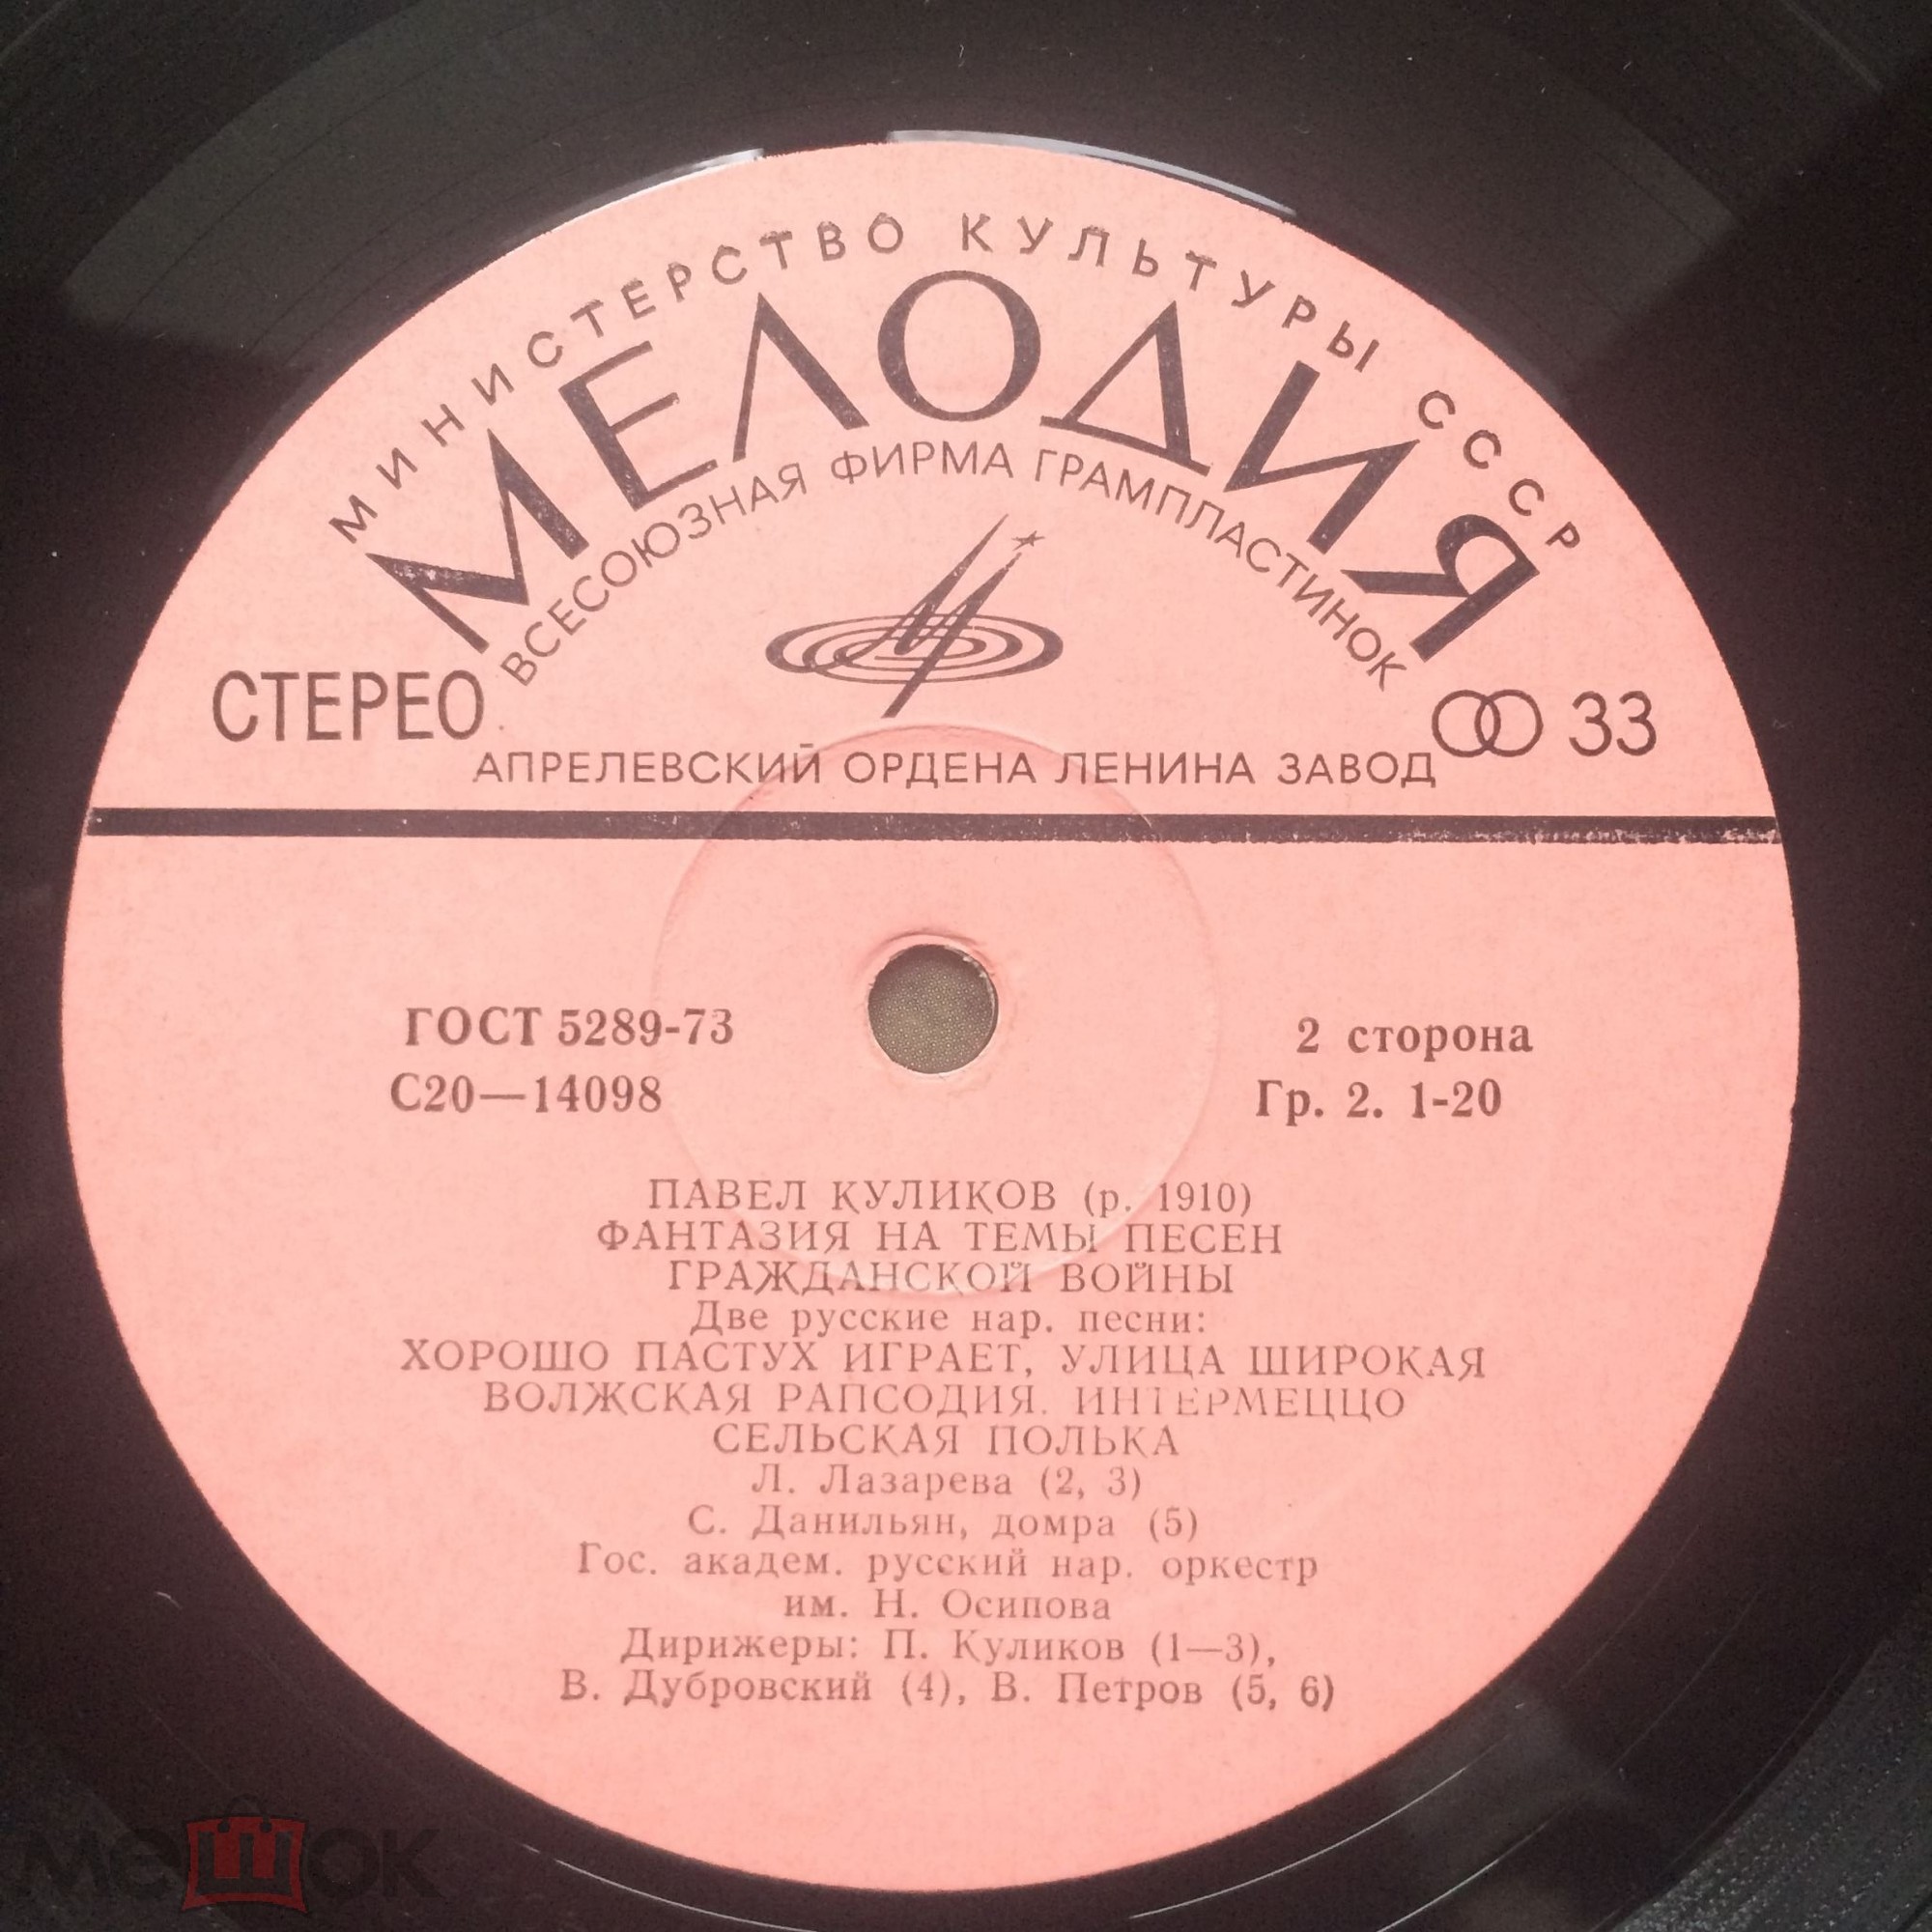 МИНИСТЕРСТВО КУЛЬТУРЫ СССР
МЕЛОДИЯ
ВСЕСОЮЗНАЯ ФИРМА ГРАМПЛАСТИНОК
СТЕРЕО
33
АПРЕЛЕВСКИЙ ОРДЕНА ЛЕНИНА ЗАВОД
ГОСТ 5289-73
2 сторона
С20—14098
Гр. 2. 1-20
ПАВЕЛ КУЛИКОВ (р. 1910)
ФАНТАЗИЯ НА ТЕМЫ ПЕСЕН
ГРАЖДАНСКОЙ ВОЙНЫ
Две русские нар. песни:
ХОРОШО ПАСТУХ ИГРАЕТ, УЛИЦА ШИРОКАЯ
ВОЛЖСКАЯ РАПСОДИЯ. ИНТЕРМЕЦЦО
СЕЛЬСКАЯ ПОЛЬКА
Л. Лазарева (2, 3)
С. Данильян, домра (5)
Гос. академ. русский нар. оркестр
им. Н. Осипова
Дирижеры: П. Куликов (1—3),
В. Дубровский (4), В. Петров (5, 6)
мешок